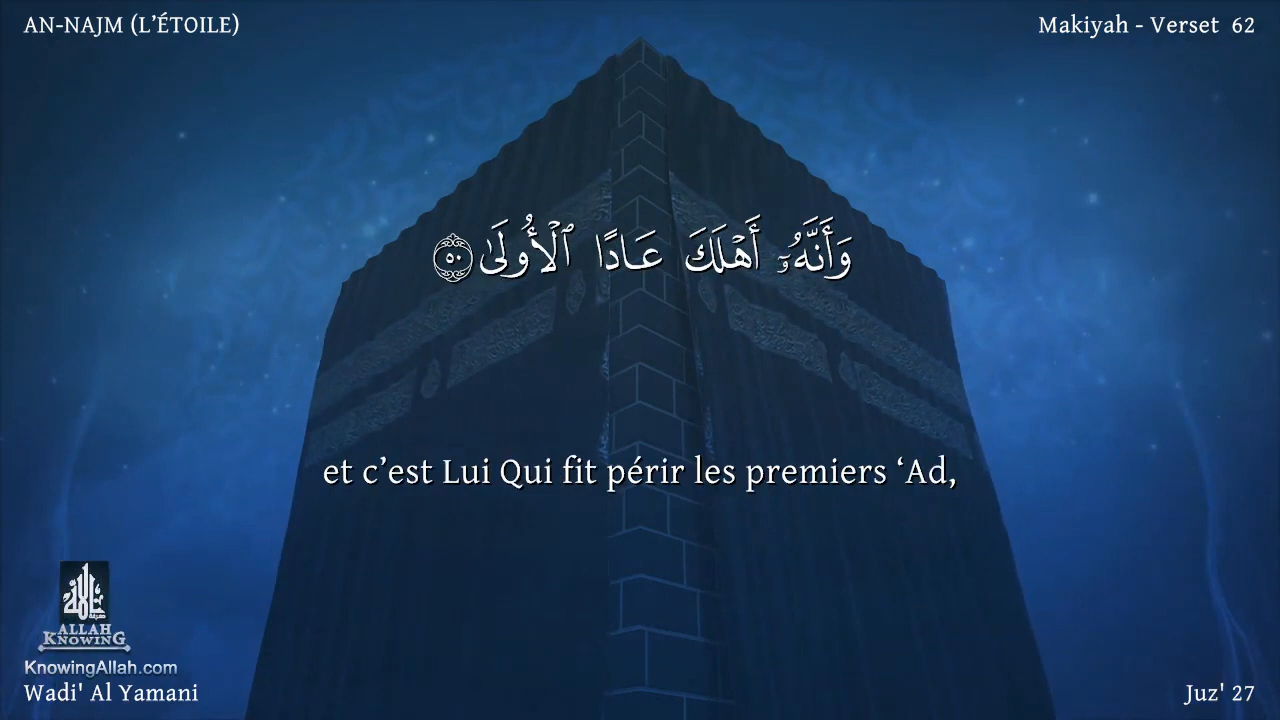 AN-NAJM (L’ÉTOILE)
Makiyah - Verset 62
وَأَنَّهُۥٓ أَهْلَكَ عَادًا ٱلْأُولَىٰ ٥٠
et c’est Lui Qui fit périr les premiers ‘Ad,
ALLAH
KNOWING
KnowingAllah.com
Wadi' Al Yamani
Juz' 27